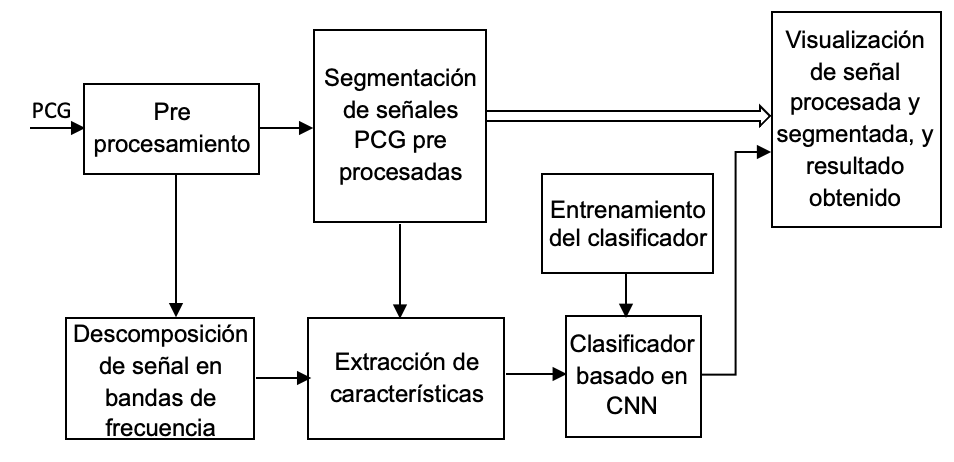 PCG
Pre
procesamiento
Segmentación
de señales
PCG pre
procesadas
Visualización
de señal
procesada y
segmentada, y
resultado
obtenido
Entrenamiento
del clasificador
Descomposición
de señal en
bandas de
frecuencia
Extracción de
características
Clasificador
basado en
CNN